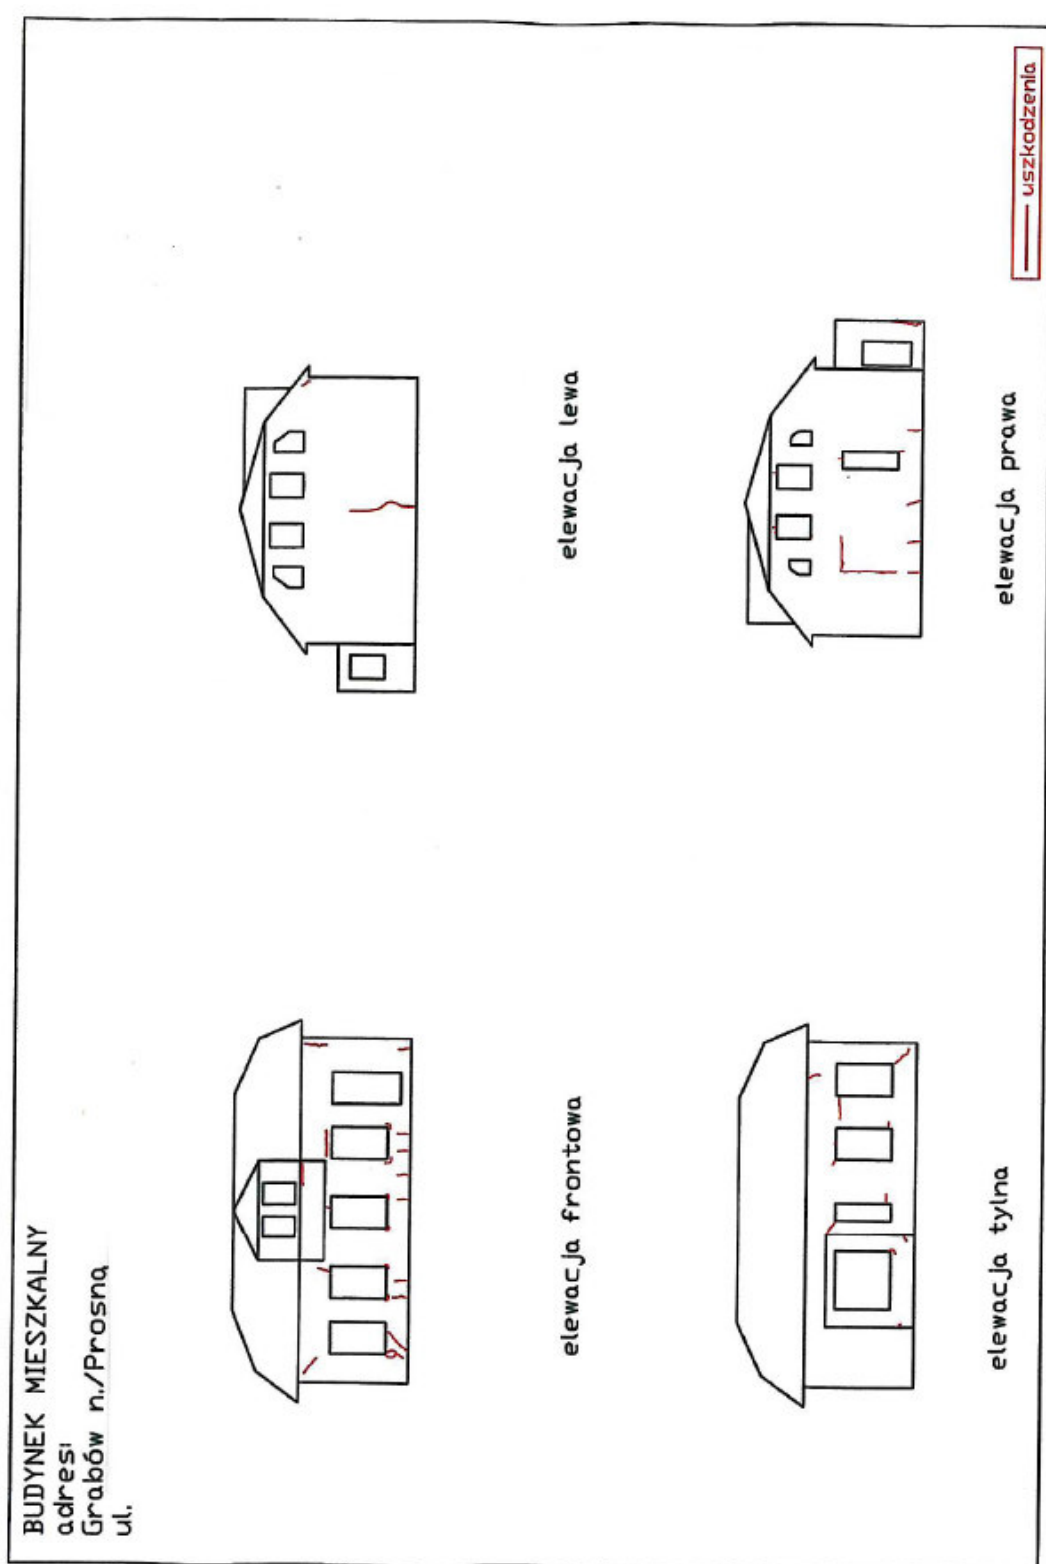 BUDYNEK MIESZKALNY
adres:
Grabów n./Prosną
ul.
elewacja frontowa
elewacja lewa
elewacja tylna
elewacja prawa
uszkodzenia